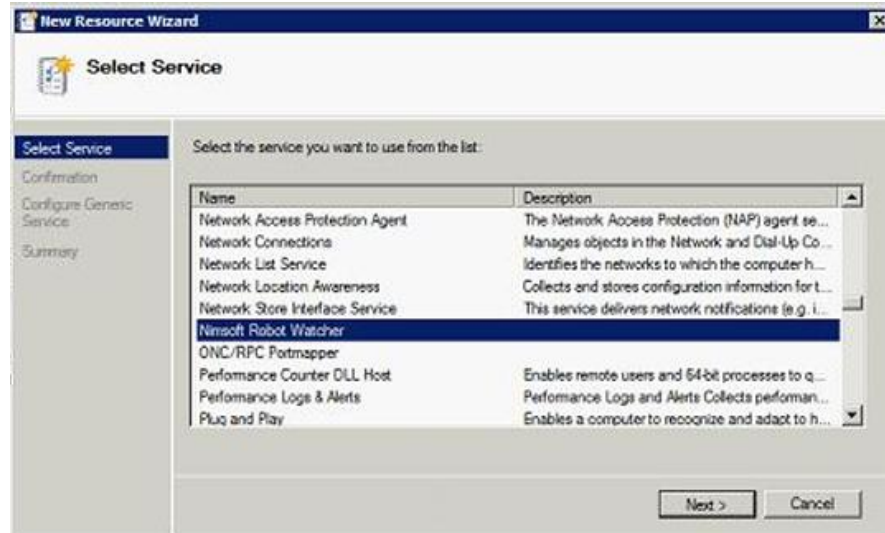 New Resource Wizard
Select Service
Select Service
Confirmation
Configure Generic
Service
Summary
Select the service you want to use from the list:
Name Description
Network Access Protection Agent The Network Access Protection (NAP) agent se...
Network Connections Manages objects in the Network and Dial-Up Co...
Network List Service Identifies the networks to which the computer h...
Network Location Awareness Collects and stores configuration information for t...
Network Store Interface Service This service delivers network notifications (e.g. i...
Nimsoft Robot Watcher
ONC/RPC Portmapper
Performance Counter DLL Host Enables remote users and 64-bit processes to q...
Performance Logs & Alerts Performance Logs and Alerts Collects performan...
Plug and Play Enables a computer to recognize and adapt to h...
Next > Cancel